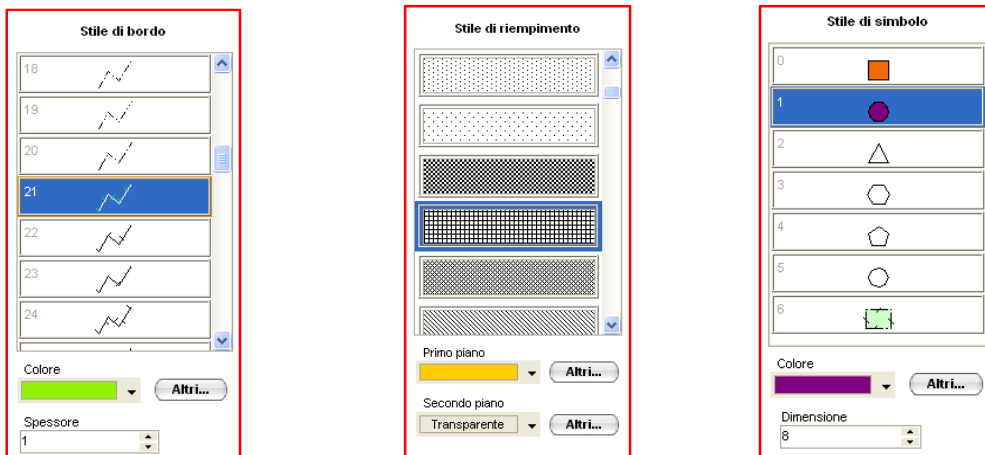 Stile di bordo
18
19
20
21
22
23
24
Colore
Altri...
Spessore
1
Stile di riempimento
Primo piano
Altri...
Secondo piano
Transparente
Altri...
Stile di simbolo
0
1
2
3
4
5
6
Colore
Altri...
Dimensione
8